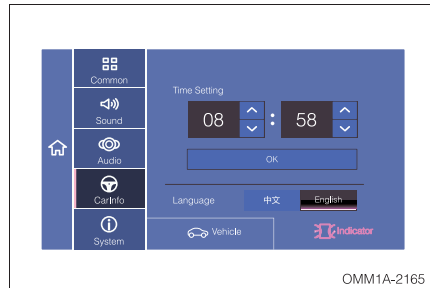 Common
Sound
Audio
CarInfo
System
Time Setting
08 : 58
OK
Language 中文 English
Vehicle Indicator
OMM1A-2165